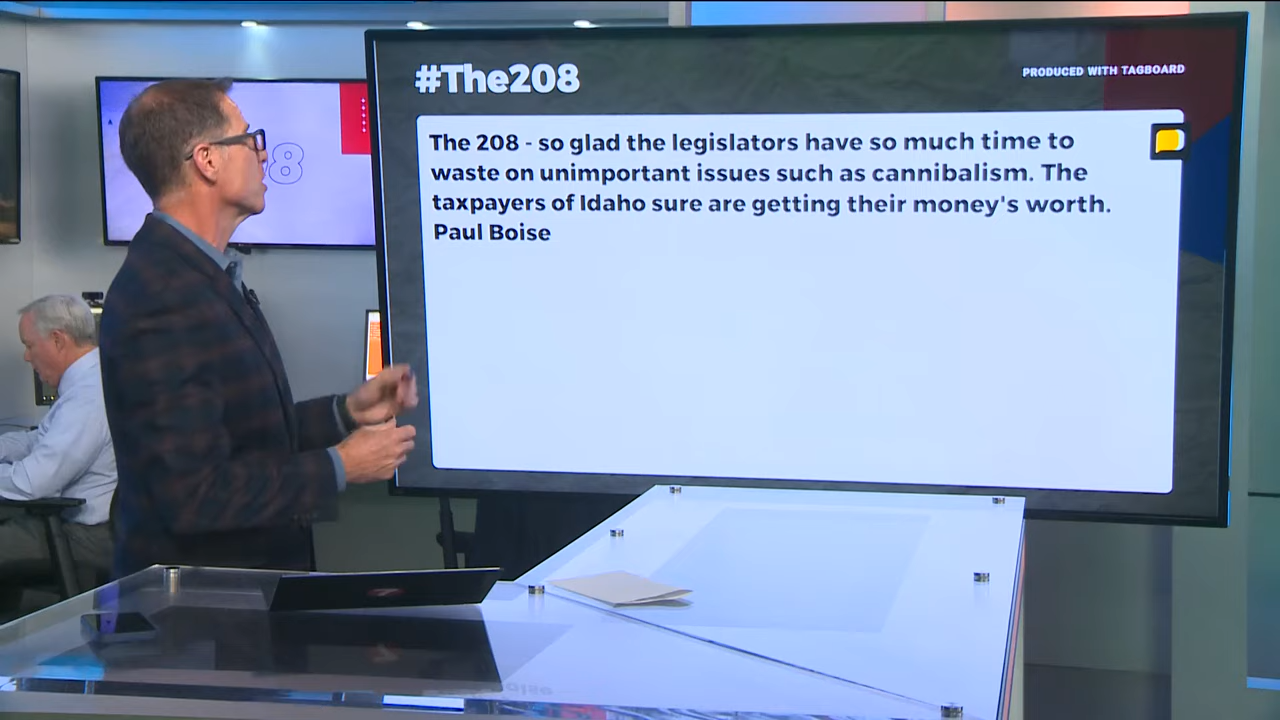 #The208
PRODUCED WITH TAGBOARD
The 208 - so glad the legislators have so much time to
waste on unimportant issues such as cannibalism. The
taxpayers of Idaho sure are getting their money's worth.
Paul Boise
8